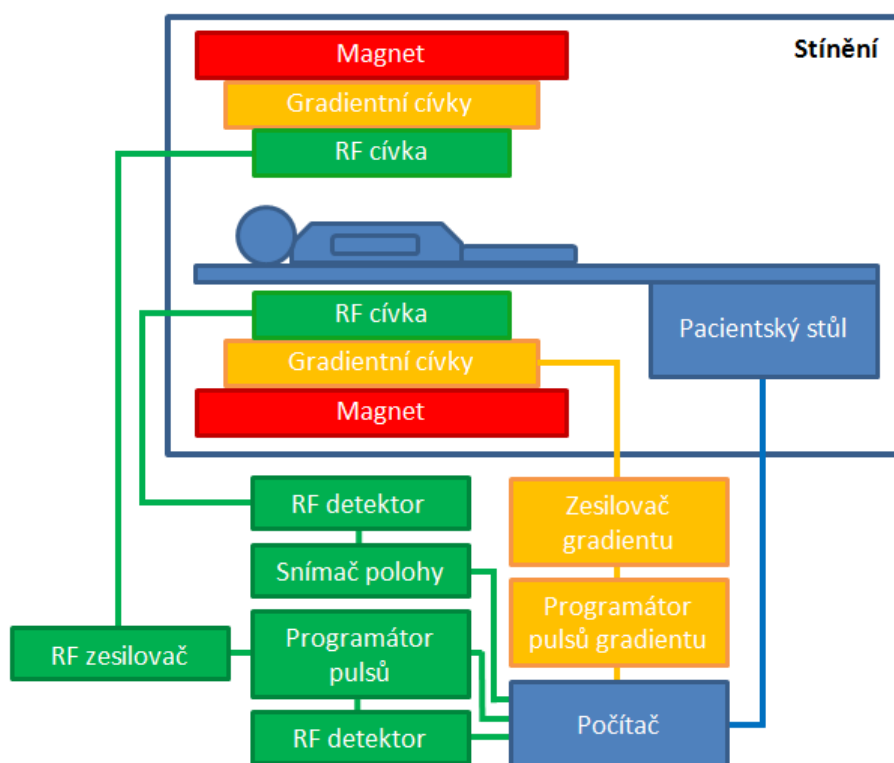 Stínění
Magnet
Gradientní cívky
RF cívka
RF cívka
Pacientský stůl
Gradientní cívky
Magnet
RF detektor
Zesilovač
gradientu
Snímač polohy
Programátor
pulsů gradientu
Programátor
pulsů
RF zesilovač
RF detektor
Počítač